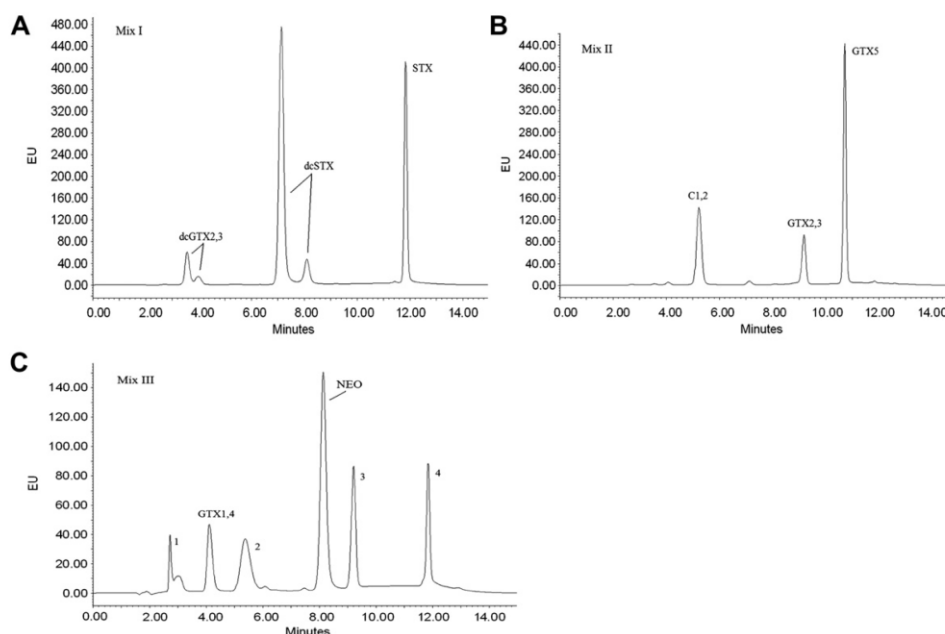 A
Mix I
480.00
440.00
400.00
360.00
320.00
280.00
240.00
200.00
160.00
120.00
80.00
40.00
0.00
EU
dcGTX2,3
dcSTX
STX
0.00 2.00 4.00 6.00 8.00 10.00 12.00 14.00
Minutes
B
Mix II
440.00
400.00
360.00
320.00
280.00
240.00
200.00
160.00
120.00
80.00
40.00
0.00
EU
C1,2
GTX2,3
GTX5
0.00 2.00 4.00 6.00 8.00 10.00 12.00 14.00
Minutes
C
Mix III
140.00
120.00
100.00
80.00
60.00
40.00
20.00
0.00
EU
1
GTX1,4
2
NEO
3
4
0.00 2.00 4.00 6.00 8.00 10.00 12.00 14.00
Minutes